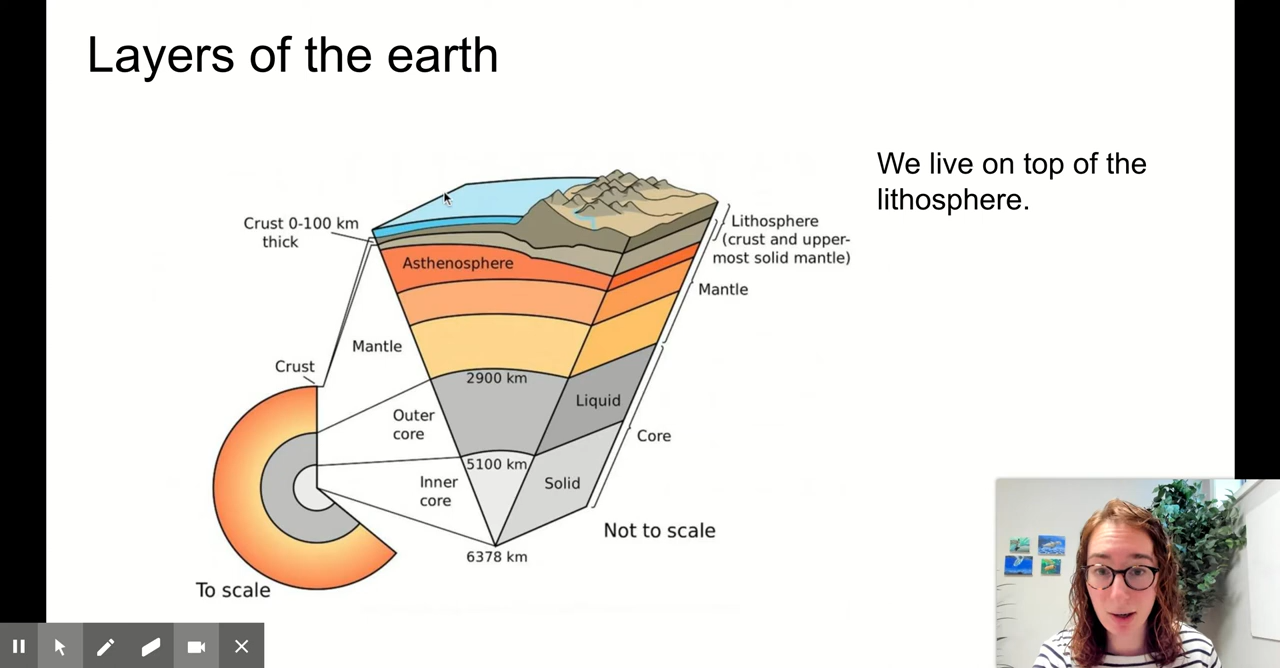 Layers of the earth
We live on top of the
lithosphere.
Crust 0-100 km
thick
Lithosphere
(crust and upper-
most solid mantle)
Asthenosphere
Mantle
Mantle
Crust
2900 km
Liquid
Outer
core
Core
5100 km
Inner
core
Solid
Not to scale
6378 km
To scale